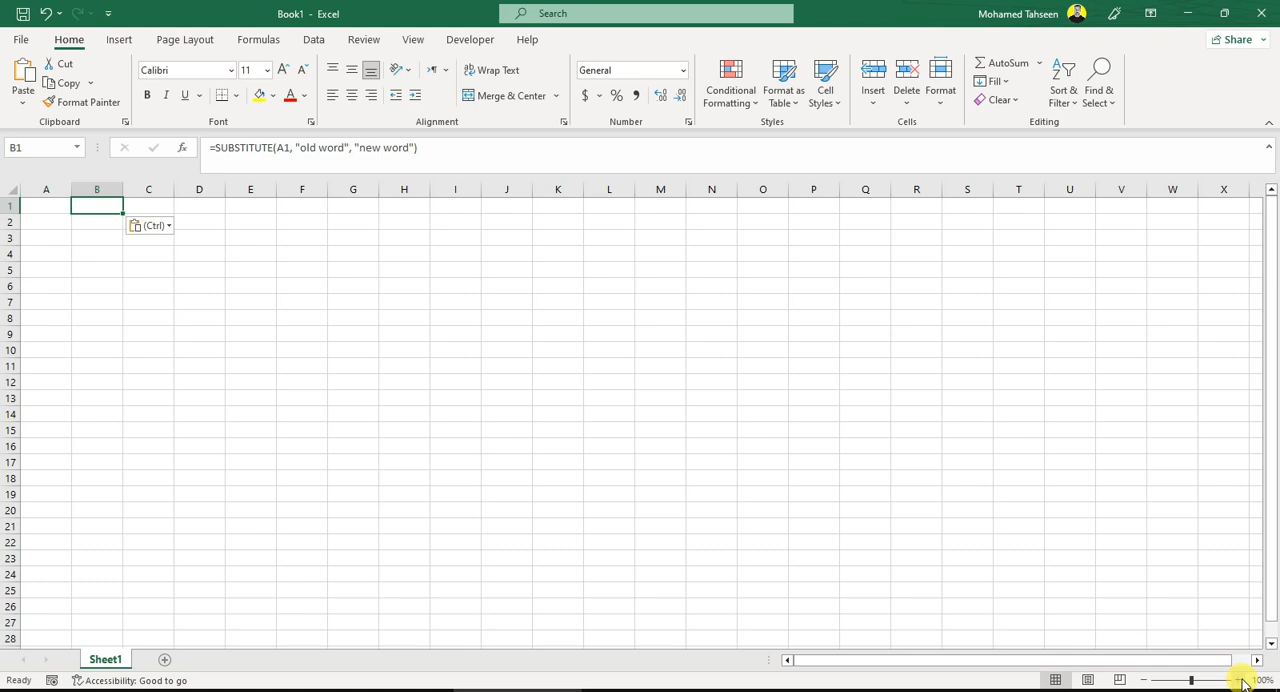 Book1 - Excel
Search
Mohamed Tahseen
File Home Insert Page Layout Formulas Data Review View Developer Help
Share
Paste
Cut
Copy
Format Painter
Clipboard
Calibri 11
B I U A
Font
Wrap Text
Merge & Center
Alignment
General
$ % 9
Number
Conditional Formatting
Format as Table
Cell Styles
Styles
Insert Delete Format
Cells
AutoSum
Fill
Clear
Sort & Filter
Find & Select
Editing
B1
fx
=SUBSTITUTE(A1, "old word", "new word")
A B C D E F G H I J K L M N O P Q R S T U V W X
1
(Ctrl)
2
3
4
5
6
7
8
9
10
11
12
13
14
15
16
17
18
19
20
21
22
23
24
25
26
27
28
Sheet1
Ready
Accessibility: Good to go
100%